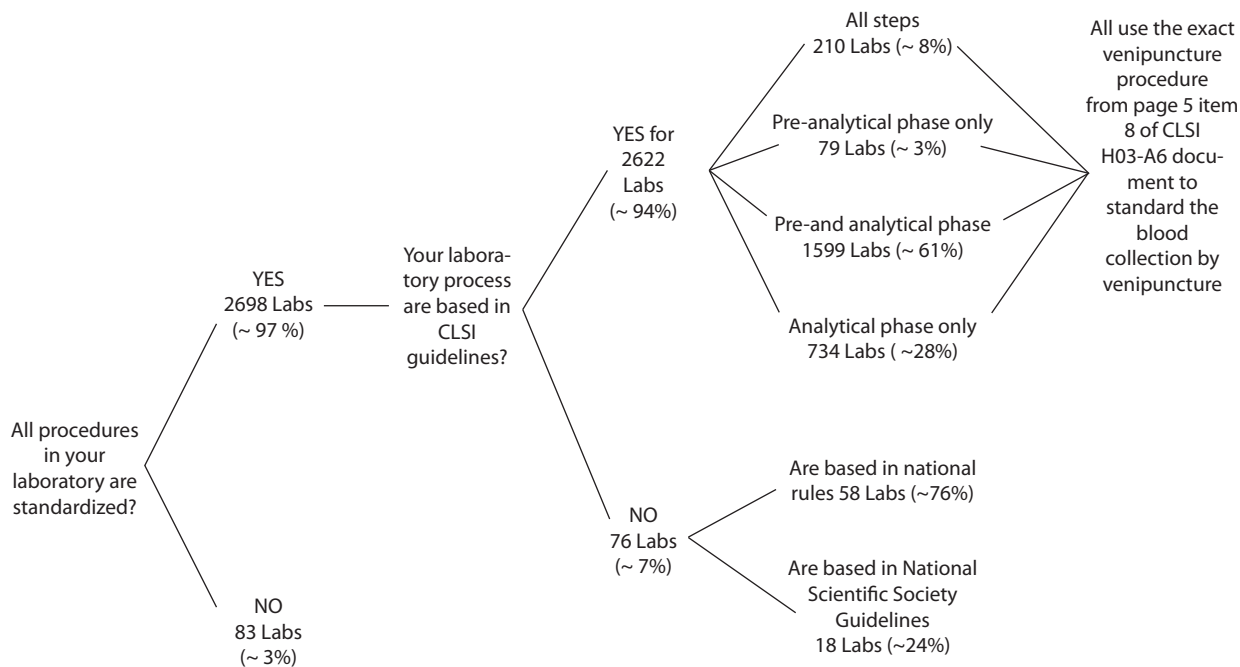 All procedures
in your
laboratory are
standardized?
YES
2698 Labs
(~ 97 %)
NO
83 Labs
(~ 3%)
Your labora-
tory process
are based in
CLSI
guidelines?
YES for
2622
Labs
(~ 94%)
NO
76 Labs
(~ 7%)
All steps
210 Labs (~ 8%)
Pre-analytical phase only
79 Labs (~ 3%)
Pre-and analytical phase
1599 Labs (~ 61%)
Analytical phase only
734 Labs ( ~28%)
Are based in national
rules 58 Labs (~76%)
Are based in National
Scientific Society
Guidelines
18 Labs (~24%)
All use the exact
venipuncture
procedure
from page 5 item
8 of CLSI
H03-A6 docu-
ment to
standard the
blood
collection by
venipuncture